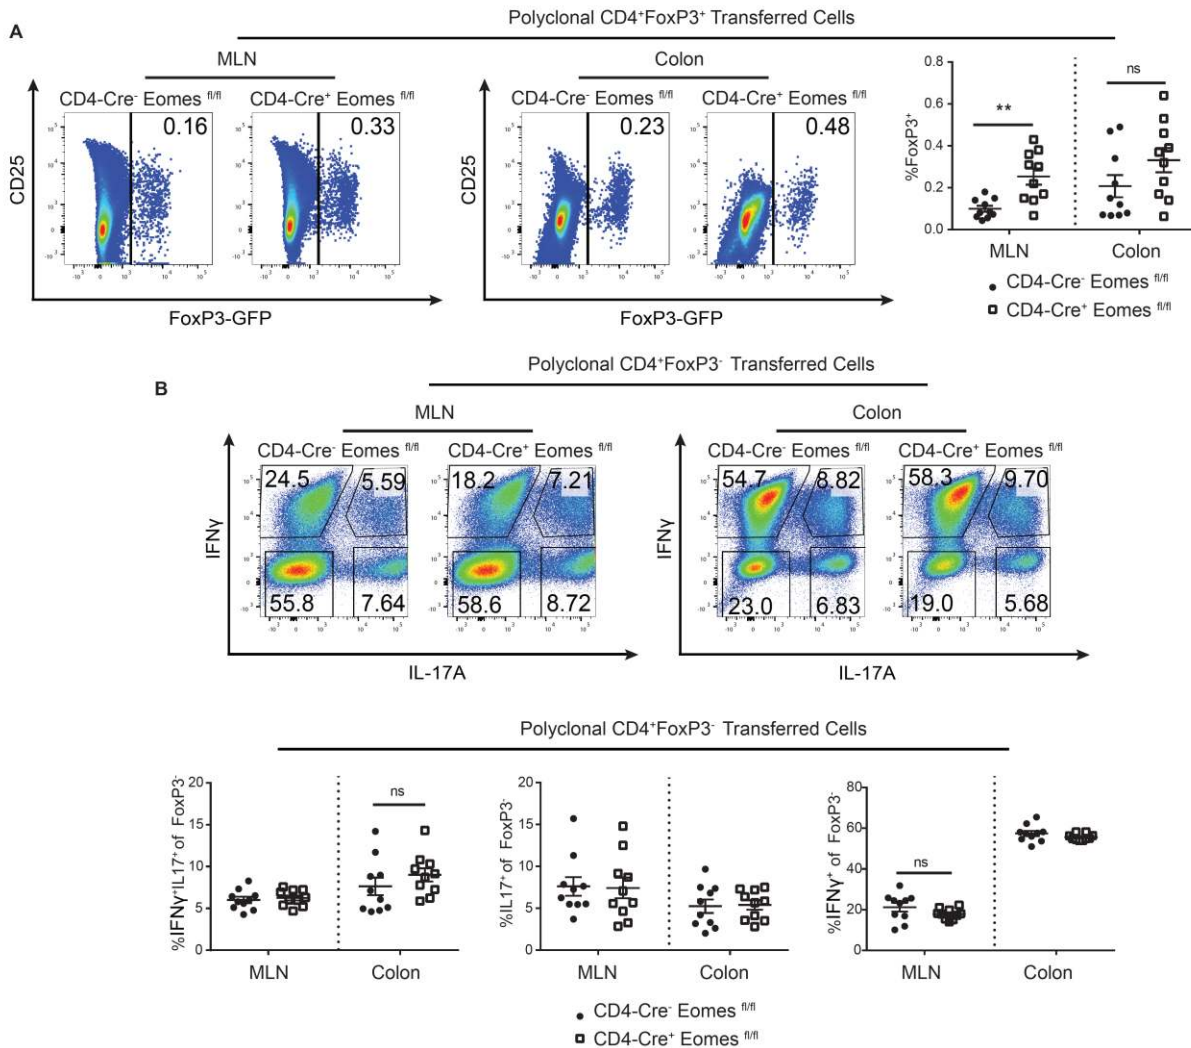 A
Polyclonal CD4⁺FoxP3⁺ Transferred Cells
MLN
Colon
CD4-Cre⁻ Eomes fl/fl
CD4-Cre⁺ Eomes fl/fl
CD4-Cre⁻ Eomes fl/fl
CD4-Cre⁺ Eomes fl/fl
0.16
0.33
0.23
0.48
CD25
CD25
FoxP3-GFP
FoxP3-GFP
%FoxP3⁺
0.8
0.6
0.4
0.2
0.0
**
ns
MLN
Colon
CD4-Cre⁻ Eomes fl/fl
CD4-Cre⁺ Eomes fl/fl
B
Polyclonal CD4⁺FoxP3⁻ Transferred Cells
MLN
Colon
CD4-Cre⁻ Eomes fl/fl
CD4-Cre⁺ Eomes fl/fl
CD4-Cre⁻ Eomes fl/fl
CD4-Cre⁺ Eomes fl/fl
24.5 5.59
18.2 7.21
54.7 8.82
58.3 9.70
55.8 7.64
58.6 8.72
23.0 6.83
19.0 5.68
IFNγ
IFNγ
IL-17A
IL-17A
Polyclonal CD4⁺FoxP3⁻ Transferred Cells
%IFNγ⁺IL17⁺ of FoxP3⁻
20
15
10
5
0
ns
MLN
Colon
%IL17⁺ of FoxP3⁻
20
15
10
5
0
MLN
Colon
%IFNγ⁺ of FoxP3⁻
80
60
40
20
0
ns
MLN
Colon
CD4-Cre⁻ Eomes fl/fl
CD4-Cre⁺ Eomes fl/fl